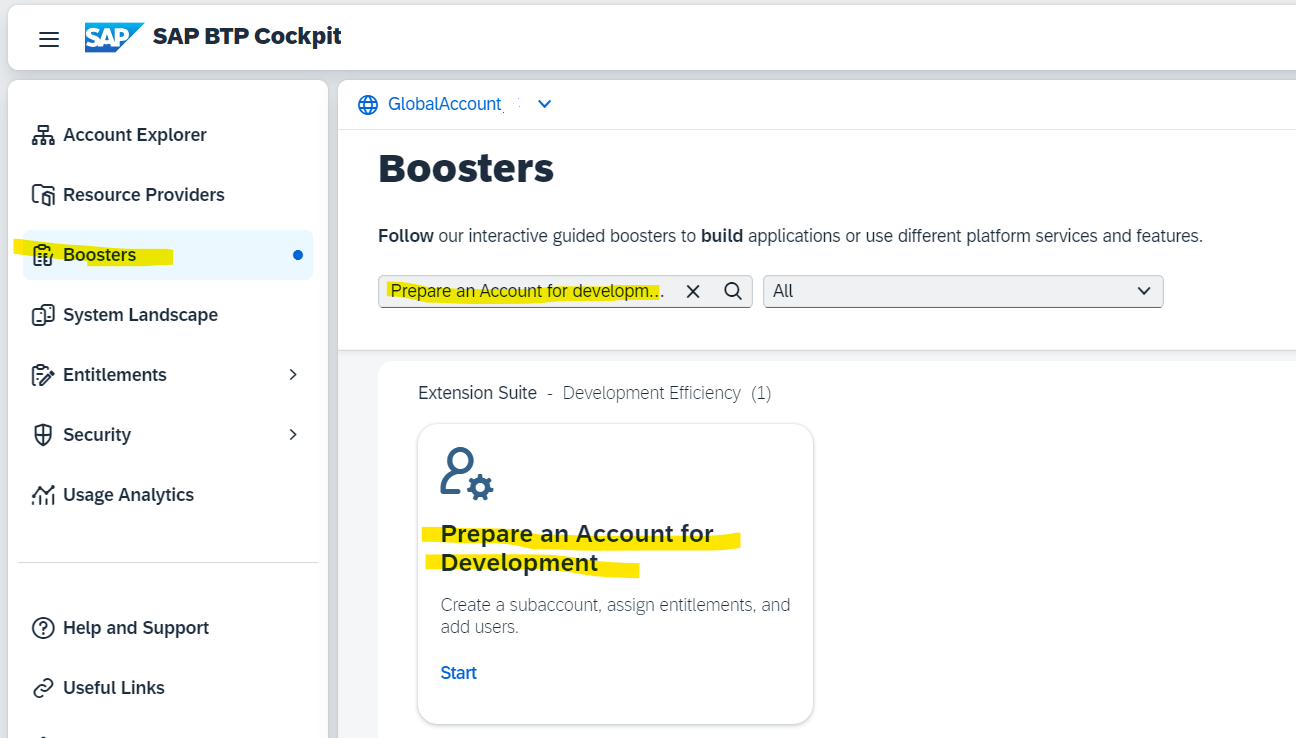 SAP SAP BTP Cockpit
Account Explorer
Resource Providers
Boosters
System Landscape
Entitlements
Security
Usage Analytics
Help and Support
Useful Links
GlobalAccount
Boosters
Follow our interactive guided boosters to build applications or use different platform services and features.
Prepare an Account for developm...
All
Extension Suite - Development Efficiency (1)
Prepare an Account for
Development
Create a subaccount, assign entitlements, and
add users.
Start